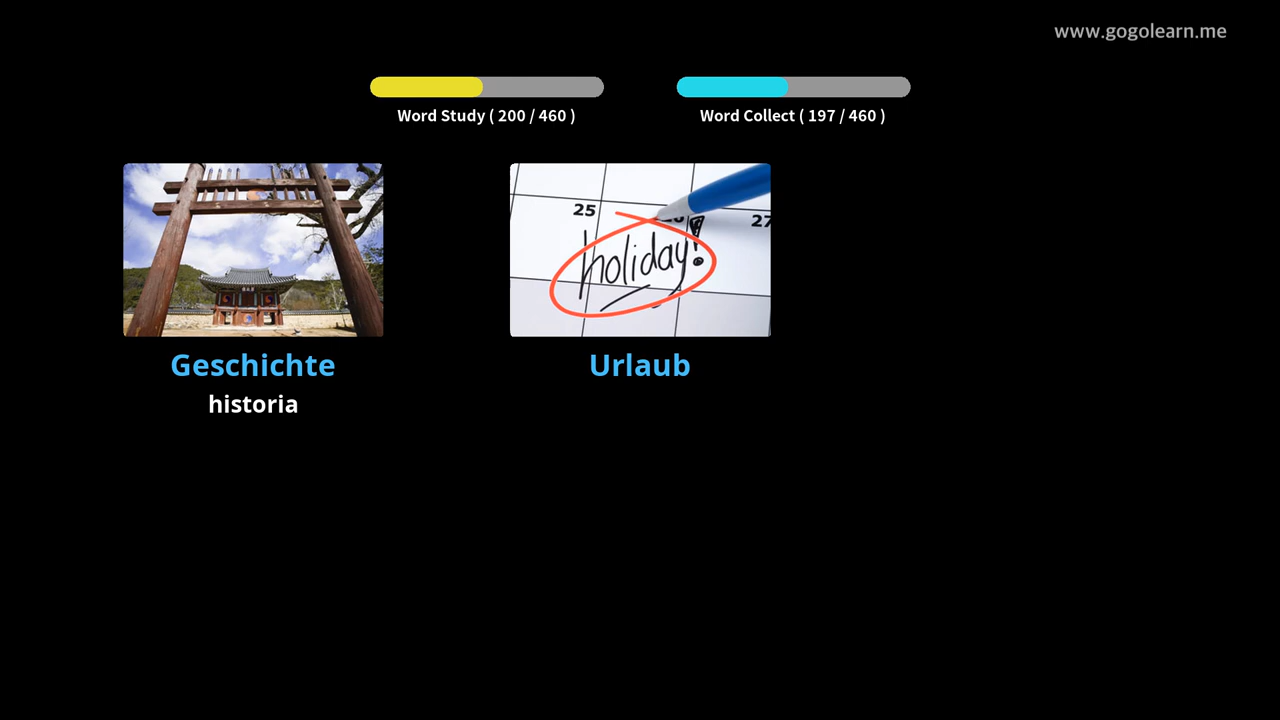 www.gogolearn.me
Word Study ( 200 / 460 )
Word Collect ( 197 / 460 )
25
27
holiday!
Geschichte
historia
Urlaub